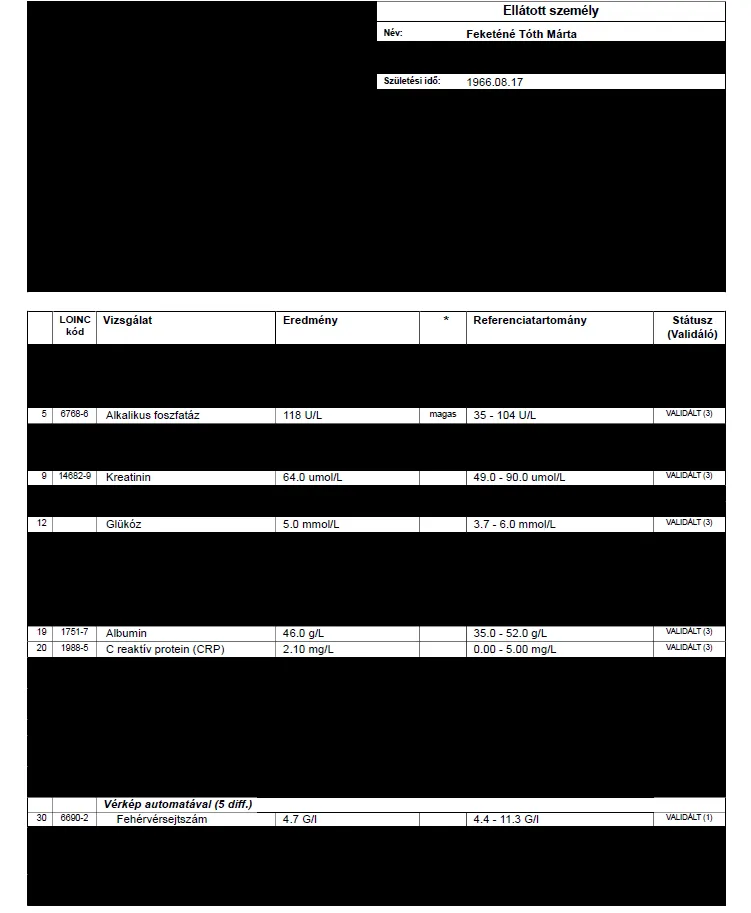 Ellátott személy
Név: Feketéné Tóth Márta
Születési idő: 1966.08.17
LOINC kód Vizsgálat Eredmény * Referenciatartomány Státusz (Validáló)
5 6768-6 Alkalikus foszfatáz 118 U/L magas 35 - 104 U/L VALIDÁLT (3)
9 14682-9 Kreatinin 64.0 umol/L 49.0 - 90.0 umol/L VALIDÁLT (3)
12 Glükóz 5.0 mmol/L 3.7 - 6.0 mmol/L VALIDÁLT (3)
19 1751-7 Albumin 46.0 g/L 35.0 - 52.0 g/L VALIDÁLT (3)
20 1988-5 C reaktív protein (CRP) 2.10 mg/L 0.00 - 5.00 mg/L VALIDÁLT (3)
Vérkép automatával (5 diff.)
30 6690-2 Fehérvérsejtszám 4.7 G/l 4.4 - 11.3 G/l VALIDÁLT (1)